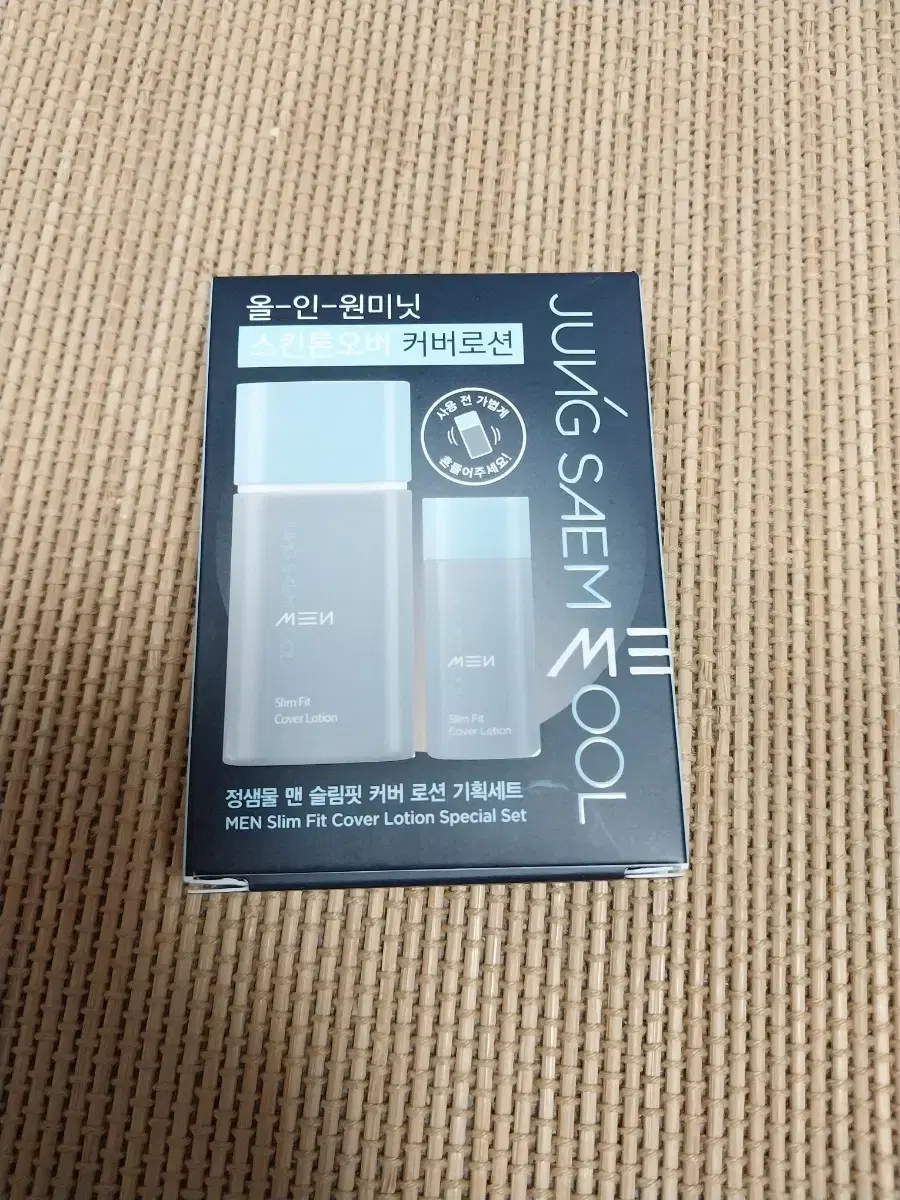 올-인-원미닛
스킨톤오버 커버로션
사용 전 가볍게
흔들어주세요!
MEN
Slim Fit
Cover Lotion
MEN
Slim Fit
Cover Lotion
정샘물 맨 슬림핏 커버 로션 기획세트
MEN Slim Fit Cover Lotion Special Set
JUNG SAEM MOOL
MEN